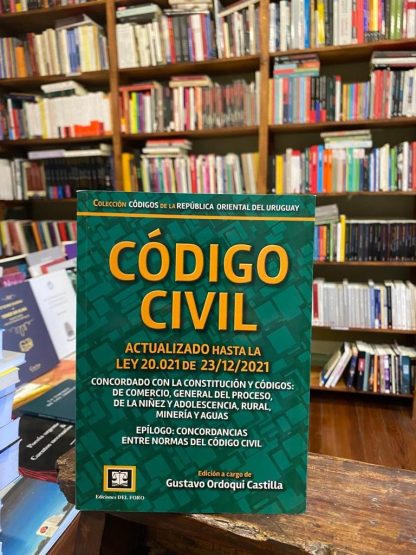 COLECCIÓN CÓDIGOS DE LA REPÚBLICA ORIENTAL DEL URUGUAY
CÓDIGO
CIVIL
ACTUALIZADO HASTA LA
LEY 20.021 DE 23/12/2021
CONCORDADO CON LA CONSTITUCIÓN Y CÓDIGOS:
DE COMERCIO, GENERAL DEL PROCESO,
DE LA NIÑEZ Y ADOLESCENCIA, RURAL,
MINERÍA Y AGUAS
EPÍLOGO: CONCORDANCIAS
ENTRE NORMAS DEL CÓDIGO CIVIL
Edición a cargo de
Gustavo Ordoqui Castilla
Ediciones DEL FORO